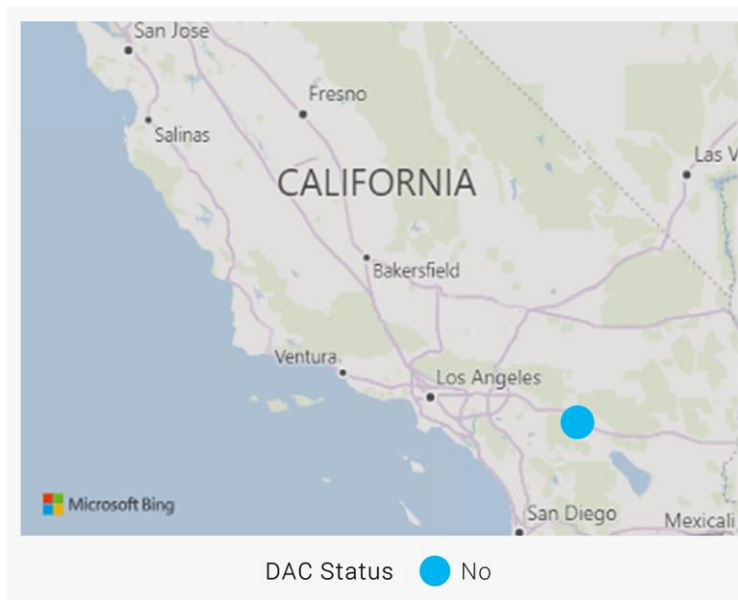 San Jose
Fresno
Salinas
Las V
CALIFORNIA
Bakersfield
Ventura
Los Angeles
Microsoft Bing
San Diego
Mexicali
DAC Status No